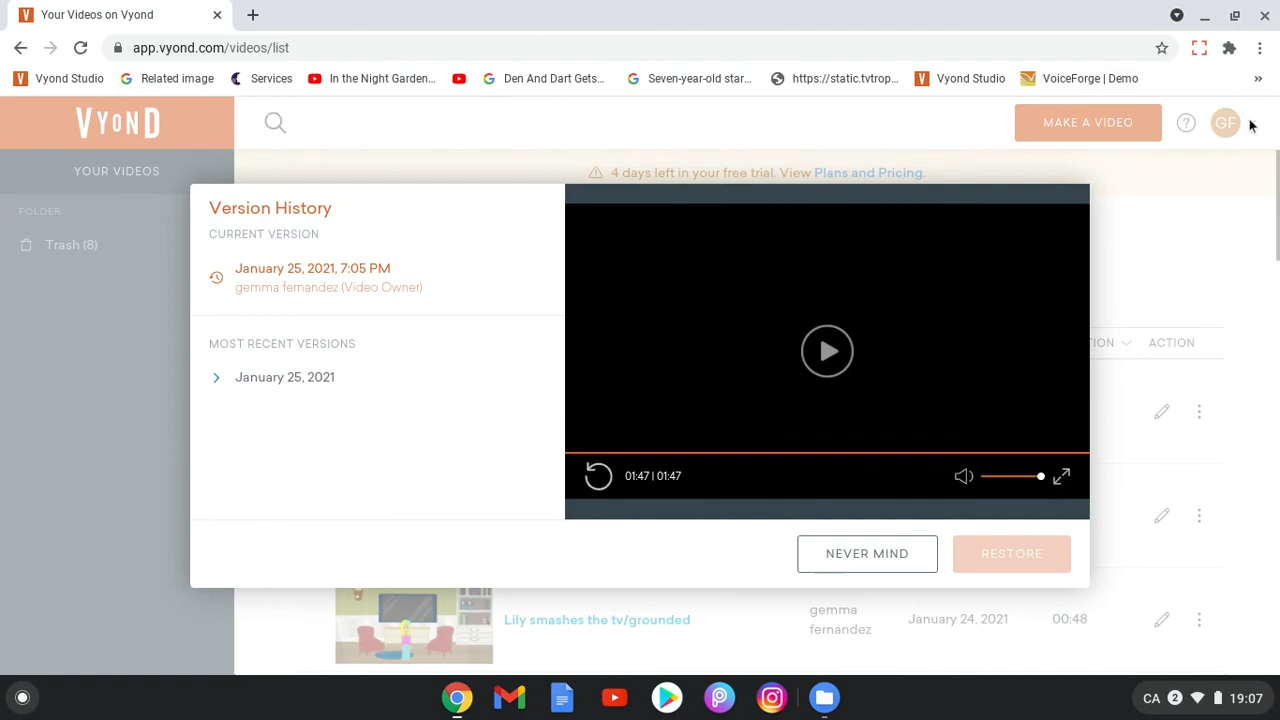 Your Videos on Vyond
app.vyond.com/videos/list
Vyond Studio
Related image
Services
In the Night Garden...
Den And Dart Gets...
Seven-year-old star...
https://static.tvtrop...
Vyond Studio
VoiceForge | Demo
»
VYOND
MAKE A VIDEO
?
GF
YOUR VIDEOS
4 days left in your free trial. View Plans and Pricing.
FOLDER
Trash (8)
Version History
CURRENT VERSION
January 25, 2021, 7:05 PM
gemma fernandez (Video Owner)
MOST RECENT VERSIONS
January 25, 2021
01:47 | 01:47
NEVER MIND
RESTORE
TION
ACTION
Lily smashes the tv/grounded
gemma
fernandez
January 24, 2021
00:48
CA
2
19:07